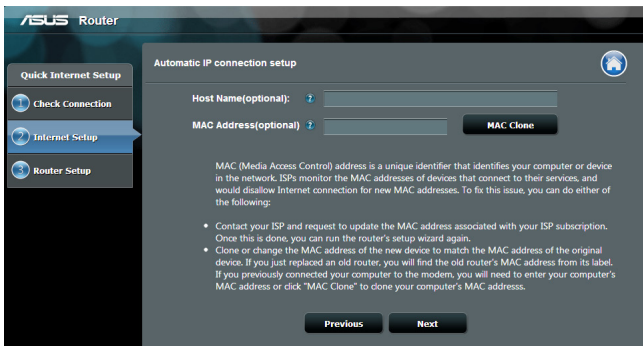 ASUS Router
Quick Internet Setup
1 Check Connection
2 Internet Setup
3 Router Setup
Automatic IP connection setup
Host Name(optional): ?
MAC Address(optional) ? MAC Clone
MAC (Media Access Control) address is a unique identifier that identifies your computer or device
in the network. ISPs monitor the MAC addresses of devices that connect to their services, and
would disallow Internet connection for new MAC addresses. To fix this issue, you can do either of
the following:
• Contact your ISP and request to update the MAC address associated with your ISP subscription.
Once this is done, you can run the router's setup wizard again.
• Clone or change the MAC address of the new device to match the MAC address of the original
device. If you just replaced an old router, you will find the old router's MAC address from its label.
If you previously connected your computer to the modem, you will need to enter your computer's
MAC address or click "MAC Clone" to clone your computer's MAC addresss.
Previous Next